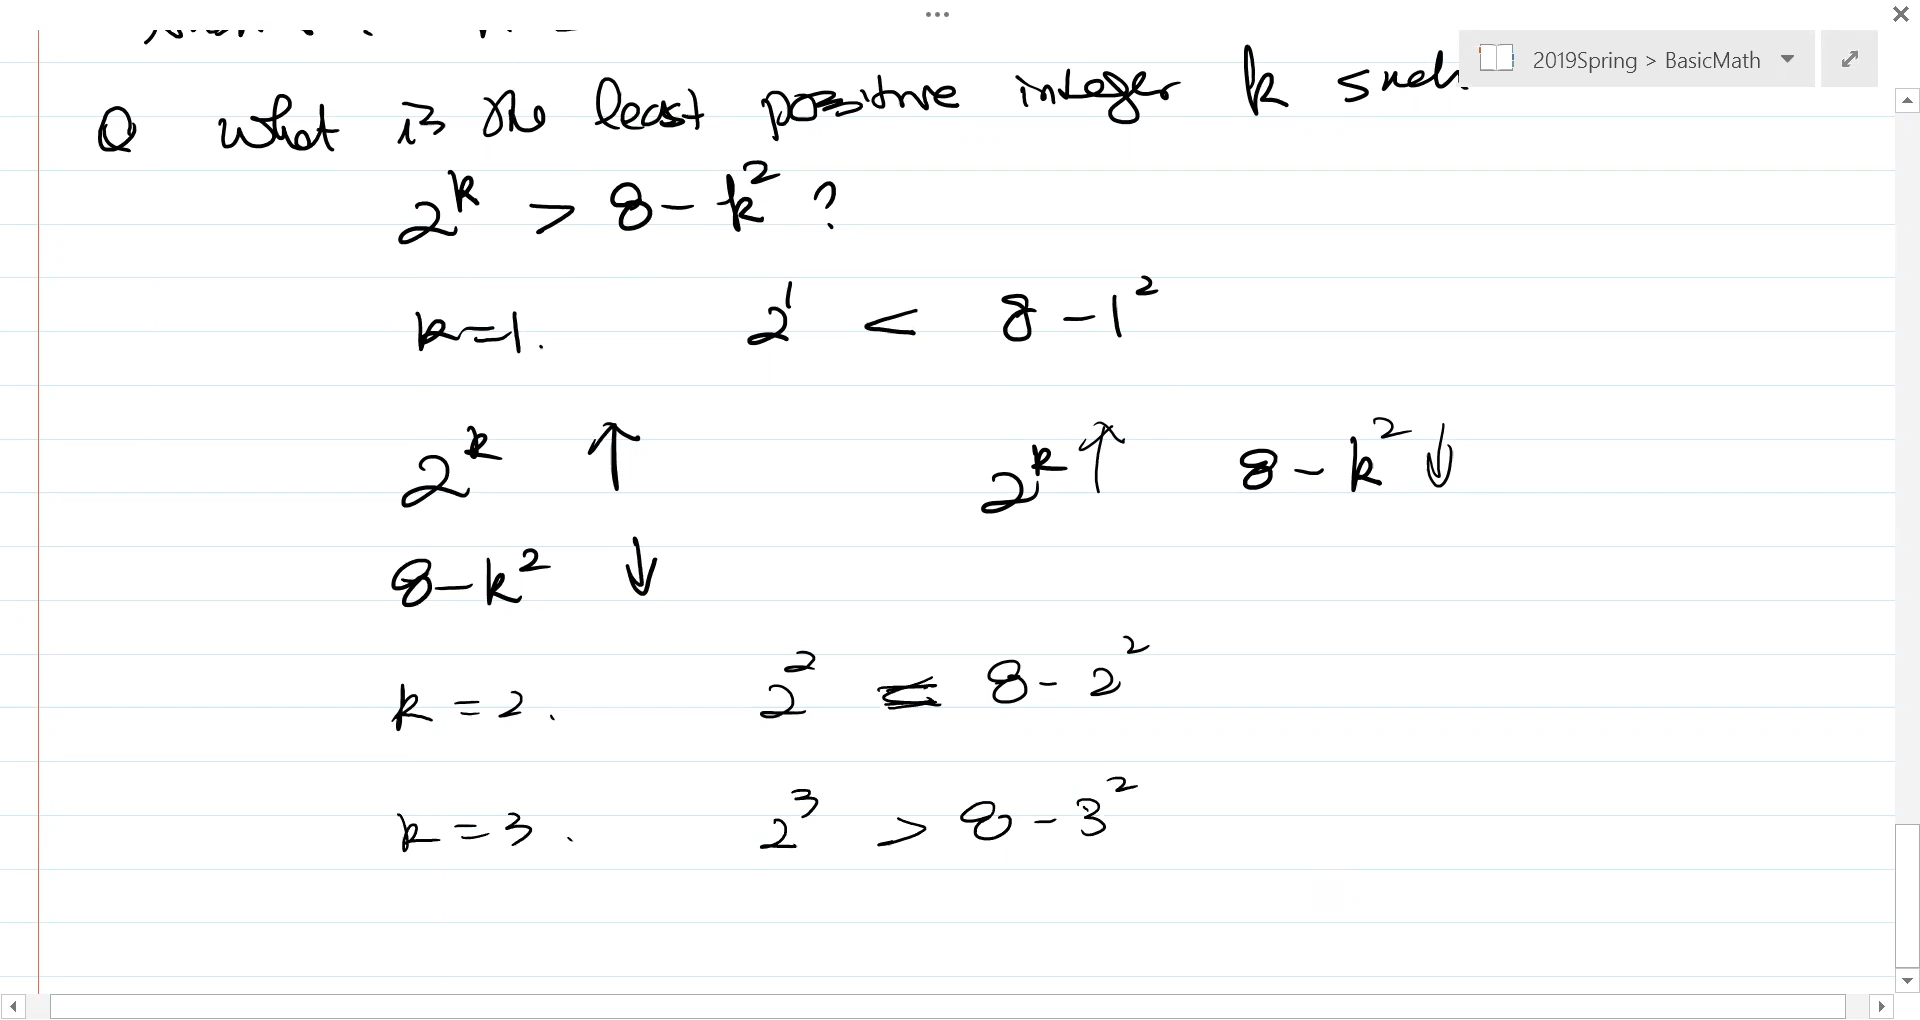 2019Spring > BasicMath
Q what is the least positive integer k such
2^k > 8 - k^2 ?
k=1. 2^1 < 8 - 1^2
2^k ↑ 2^k ↑ 8 - k^2 ↓
8 - k^2 ↓
k = 2. 2^2 = 8 - 2^2
k = 3. 2^3 > 8 - 3^2